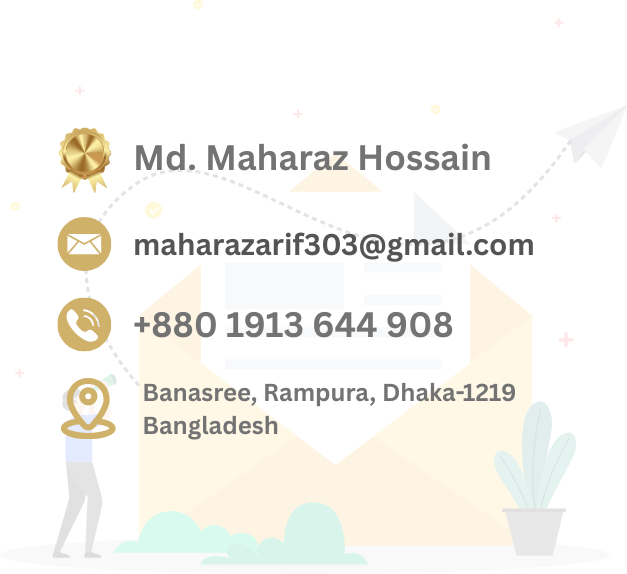 Md. Maharaz Hossain
maharazarif303@gmail.com
+880 1913 644 908
Banasree, Rampura, Dhaka-1219
Bangladesh